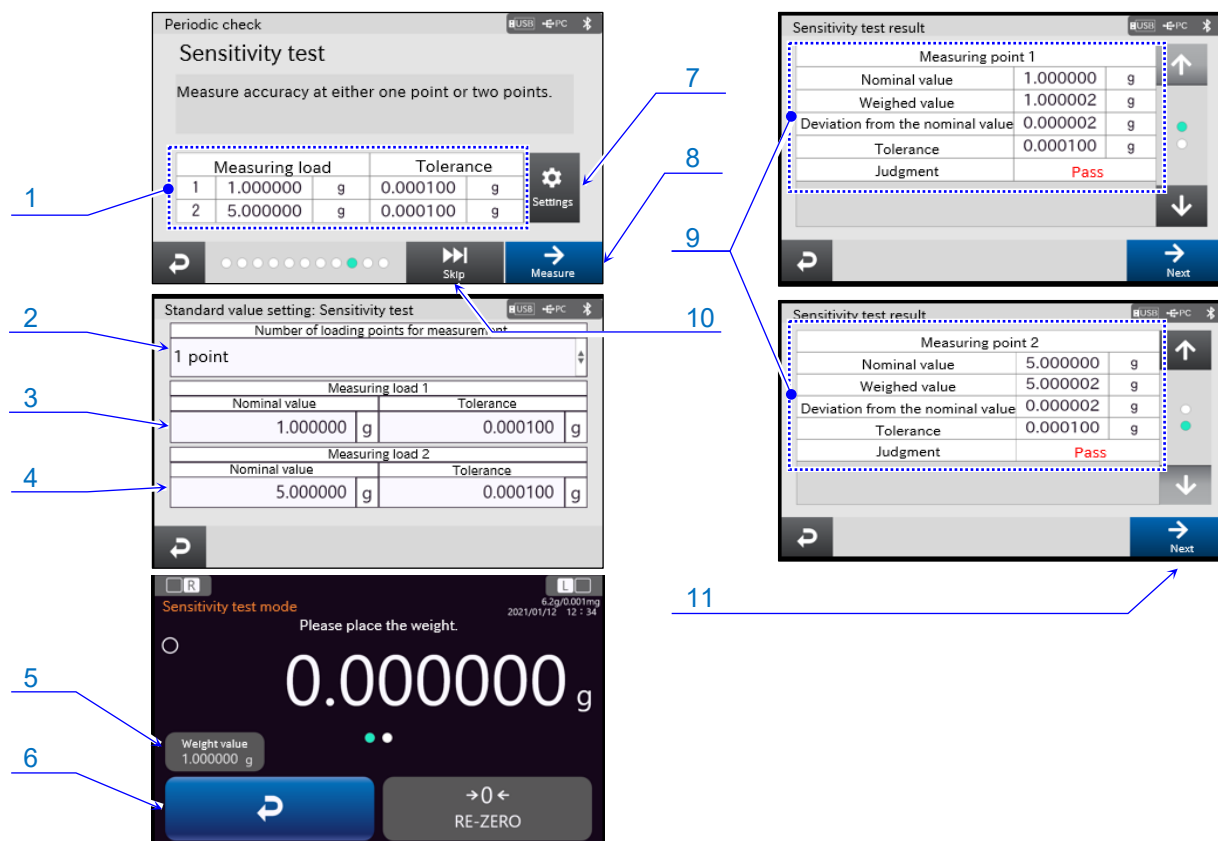 Periodic check
USB PC
Sensitivity test
Measure accuracy at either one point or two points.
Measuring load Tolerance
1 1.000000 g 0.000100 g
2 5.000000 g 0.000100 g
Settings
Skip
Measure
1
7
8
Standard value setting: Sensitivity test
USB PC
Number of loading points for measurement
1 point
Measuring load 1
Nominal value Tolerance
1.000000 g 0.000100 g
Measuring load 2
Nominal value Tolerance
5.000000 g 0.000100 g
2
3
4
R L
Sensitivity test mode
6.2g/0.001mg
2021/01/12 12:34
Please place the weight.
0.000000 g
Weight value
1.000000 g
→0←
RE-ZERO
5
6
Sensitivity test result
USB PC
Measuring point 1
Nominal value 1.000000 g
Weighed value 1.000002 g
Deviation from the nominal value 0.000002 g
Tolerance 0.000100 g
Judgment Pass
Next
9
10
Sensitivity test result
USB PC
Measuring point 2
Nominal value 5.000000 g
Weighed value 5.000002 g
Deviation from the nominal value 0.000002 g
Tolerance 0.000100 g
Judgment Pass
Next
11